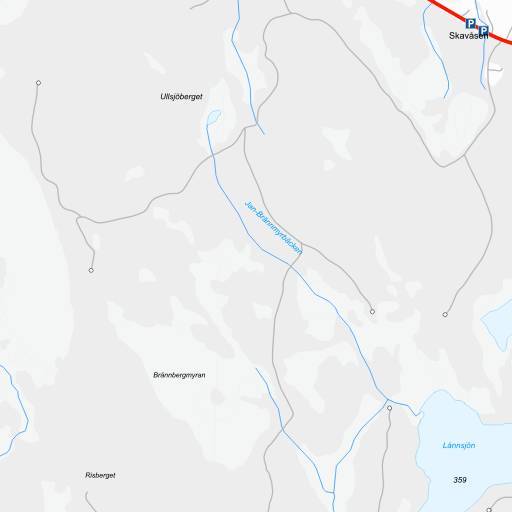 P
P
Skavåsen
Ullsjöberget
Jan-Brännmyrbäcken
Brännbergmyran
Lånnsjön
Risberget
359